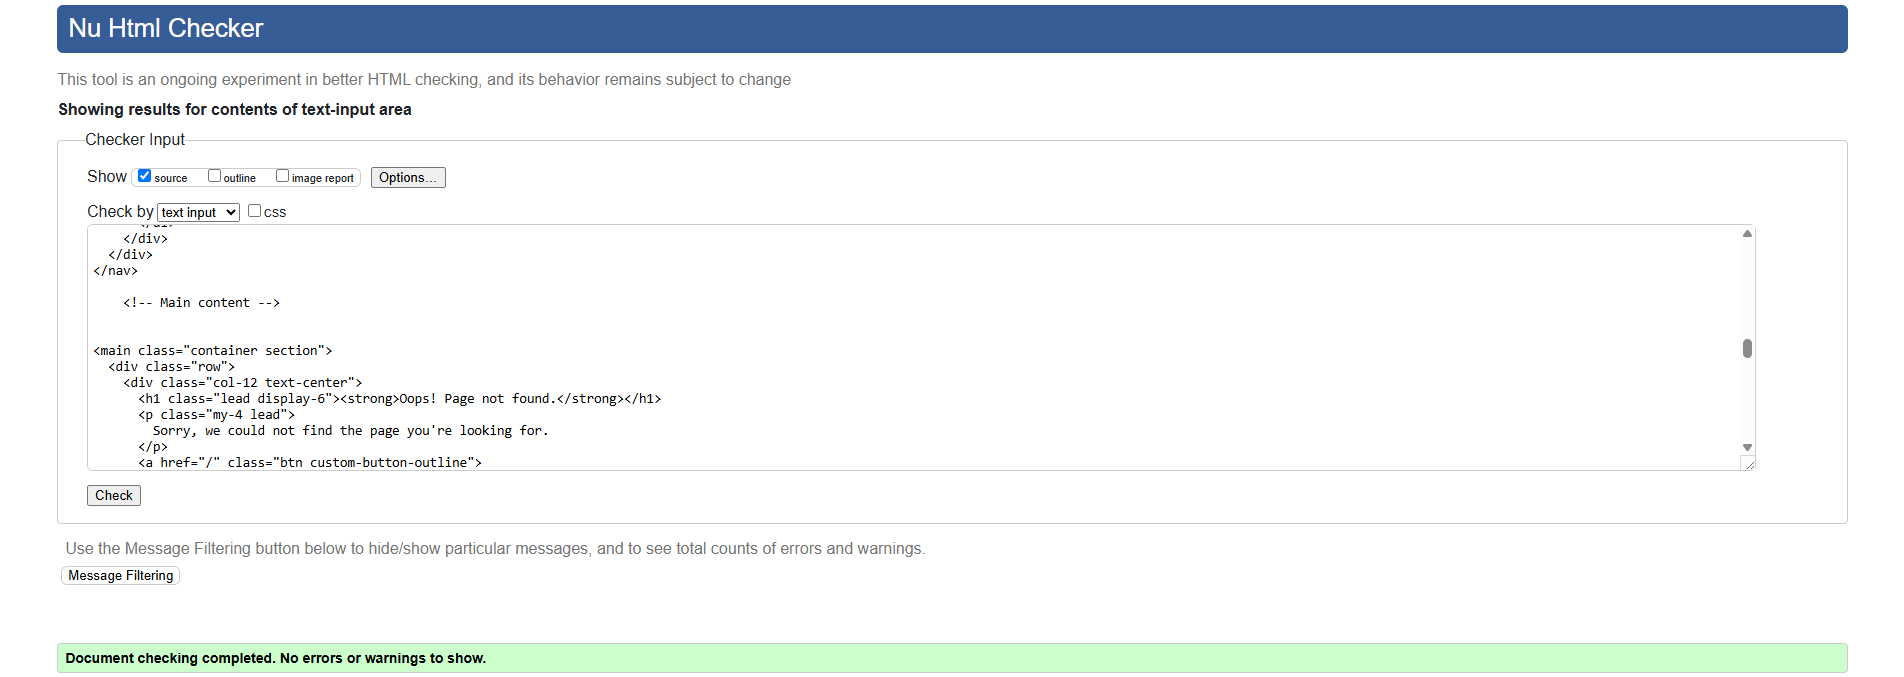 Nu Html Checker
This tool is an ongoing experiment in better HTML checking, and its behavior remains subject to change
Showing results for contents of text-input area
Checker Input
Show source outline image report Options...
Check by text input css
</div>
</div>
</nav>
<!-- Main content -->
<main class="container section">
<div class="row">
<div class="col-12 text-center">
<h1 class="lead display-6"><strong>Oops! Page not found.</strong></h1>
<p class="my-4 lead">
Sorry, we could not find the page you're looking for.
</p>
<a href="/" class="btn custom-button-outline">
Check
Use the Message Filtering button below to hide/show particular messages, and to see total counts of errors and warnings.
Message Filtering
Document checking completed. No errors or warnings to show.